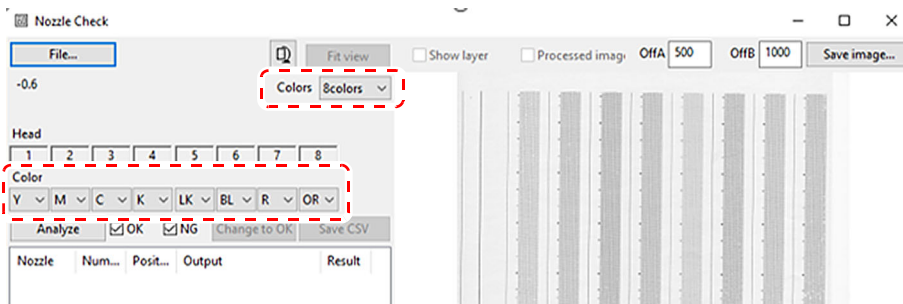 Nozzle Check
File... Fit view Show layer Processed imag OffA 500 OffB 1000 Save image...
-0.6 Colors 8colors
Head
1 2 3 4 5 6 7 8
Color
Y M C K LK BL R OR
Analyze OK NG Change to OK Save CSV
Nozzle Num... Posit... Output Result